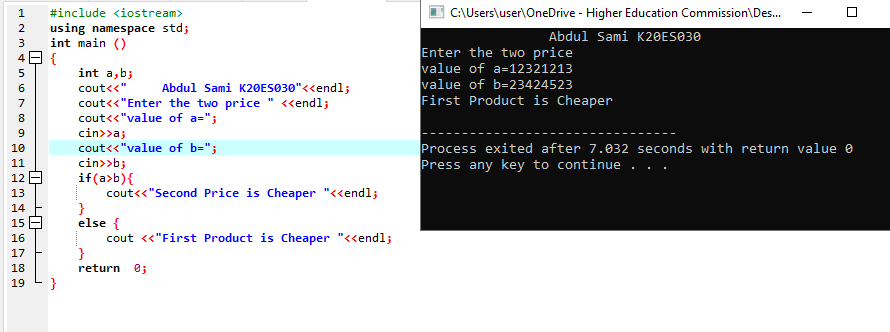 1 #include <iostream>
2 using namespace std;
3 int main ()
4 {
5 int a,b;
6 cout<<"     Abdul Sami K20ES030"<<endl;
7 cout<<"Enter the two price " <<endl;
8 cout<<"value of a=";
9 cin>>a;
10 cout<<"value of b=";
11 cin>>b;
12 if(a>b){
13 cout<<"Second Price is Cheaper "<<endl;
14 }
15 else {
16 cout <<"First Product is Cheaper "<<endl;
17 }
18 return  0;
19 }
C:\Users\user\OneDrive - Higher Education Commission\Des...
Abdul Sami K20ES030
Enter the two price
value of a=12321213
value of b=23424523
First Product is Cheaper
--------------------------------
Process exited after 7.032 seconds with return value 0
Press any key to continue . . .